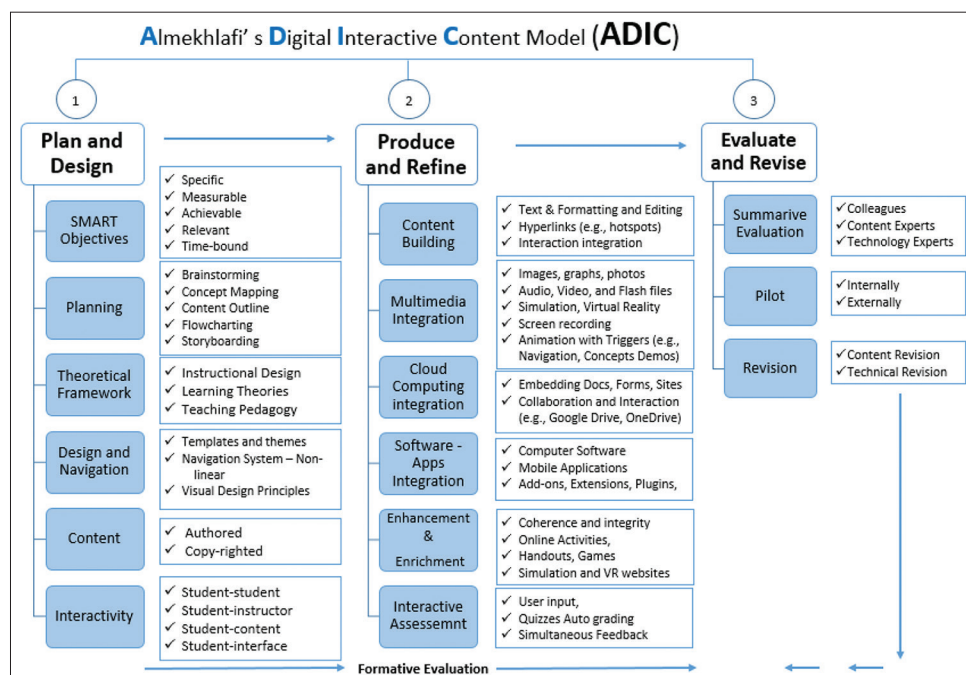 Almekhlafi' s Digital Interactive Content Model (ADIC)
1
Plan and
Design
SMART
Objectives
✓ Specific
✓ Measurable
✓ Achievable
✓ Relevant
✓ Time-bound
Planning
✓ Brainstorming
✓ Concept Mapping
✓ Content Outline
✓ Flowcharting
✓ Storyboarding
Theoretical
Framework
✓ Instructional Design
✓ Learning Theories
✓ Teaching Pedagogy
Design and
Navigation
✓ Templates and themes
✓ Navigation System – Non-
linear
✓ Visual Design Principles
Content
✓ Authored
✓ Copy-righted
Interactivity
✓ Student-student
✓ Student-instructor
✓ Student-content
✓ Student-interface
2
Produce
and Refine
Content
Building
✓ Text & Formatting and Editing
✓ Hyperlinks (e.g., hotspots)
✓ Interaction integration
Multimedia
Integration
✓ Images, graphs, photos
✓ Audio, Video, and Flash files
✓ Simulation, Virtual Reality
✓ Screen recording
✓ Animation with Triggers (e.g.,
Navigation, Concepts Demos)
Cloud
Computing
integration
✓ Embedding Docs, Forms, Sites
✓ Collaboration and Interaction
(e.g., Google Drive, OneDrive)
Software -
Apps
Integration
✓ Computer Software
✓ Mobile Applications
✓ Add-ons, Extensions, Plugins,
Enhancement
&
Enrichment
✓ Coherence and integrity
✓ Online Activities,
✓ Handouts, Games
✓ Simulation and VR websites
Interactive
Assessemnt
✓ User input,
✓ Quizzes Auto grading
✓ Simultaneous Feedback
3
Evaluate
and Revise
Summarive
Evaluation
✓ Colleagues
✓ Content Experts
✓ Technology Experts
Pilot
✓ Internally
✓ Externally
Revision
✓ Content Revision
✓ Technical Revision
Formative Evaluation